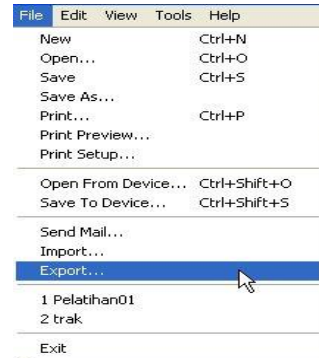 File Edit View Tools Help
New Ctrl+N
Open... Ctrl+O
Save Ctrl+S
Save As...
Print... Ctrl+P
Print Preview...
Print Setup...
Open From Device... Ctrl+Shift+O
Save To Device... Ctrl+Shift+S
Send Mail...
Import...
Export...
1 Pelatihan01
2 trak
Exit